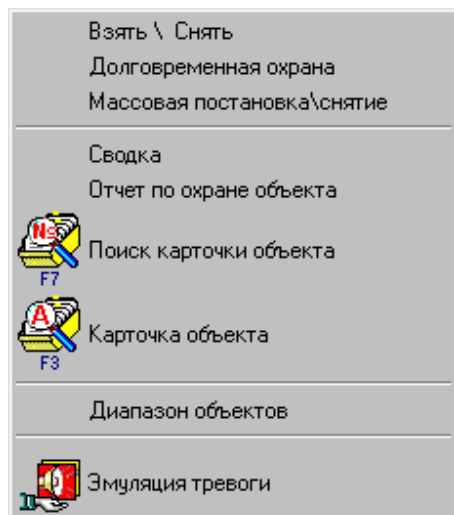 Взять \ Снять
Долговременная охрана
Массовая постановка\снятие
Сводка
Отчет по охране объекта
№
Поиск карточки объекта
F7
А
Карточка объекта
F3
Диапазон объектов
Эмуляция тревоги